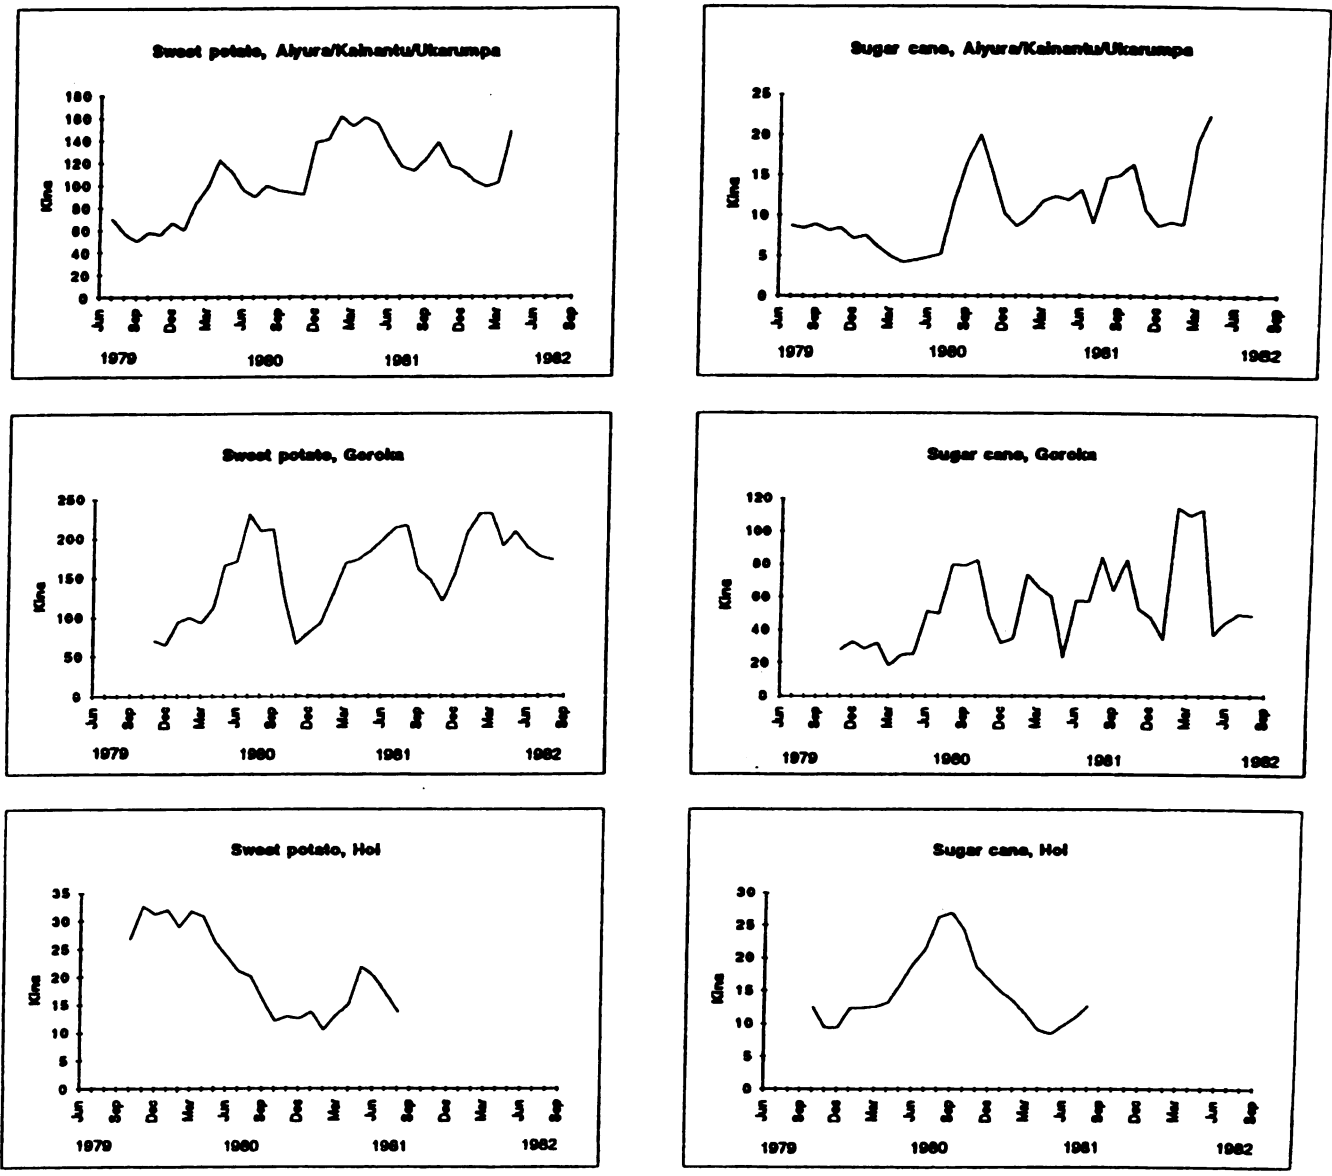 Sweet potato, Aiyura/Kainantu/Ukarumpa
180
160
140
120
100
80
60
40
20
0
Kina
Jun Sep Dec Mar Jun Sep Dec Mar Jun Sep Dec Mar Jun Sep
1979 1980 1981 1982
Sugar cane, Aiyura/Kainantu/Ukarumpa
25
20
15
10
5
0
Kina
Jun Sep Dec Mar Jun Sep Dec Mar Jun Sep Dec Mar Jun Sep
1979 1980 1981 1982
Sweet potato, Goroka
250
200
150
100
50
0
Kina
Jun Sep Dec Mar Jun Sep Dec Mar Jun Sep Dec Mar Jun Sep
1979 1980 1981 1982
Sugar cane, Goroka
120
100
80
60
40
20
0
Kina
Jun Sep Dec Mar Jun Sep Dec Mar Jun Sep Dec Mar Jun Sep
1979 1980 1981 1982
Sweet potato, Hoi
35
30
25
20
15
10
5
0
Kina
Jun Sep Dec Mar Jun Sep Dec Mar Jun Sep Dec Mar Jun Sep
1979 1980 1981 1982
Sugar cane, Hoi
30
25
20
15
10
5
0
Kina
Jun Sep Dec Mar Jun Sep Dec Mar Jun Sep Dec Mar Jun Sep
1979 1980 1981 1982